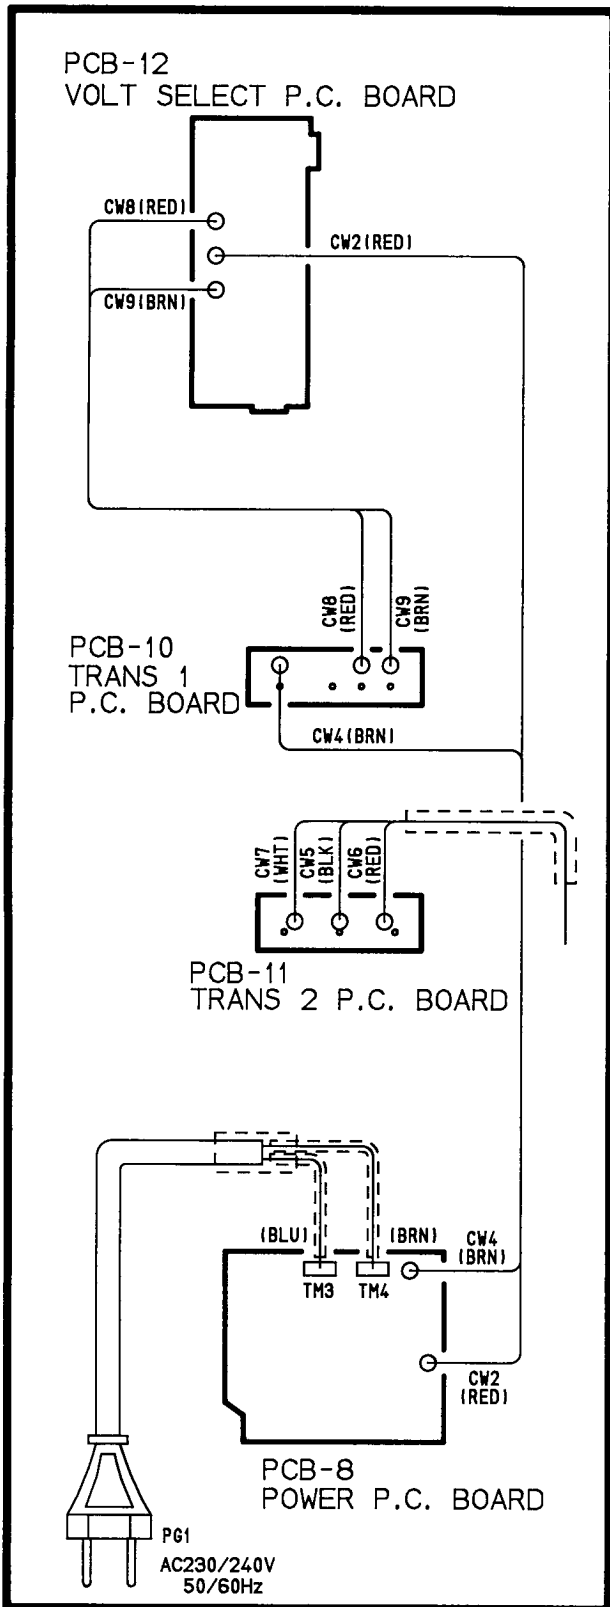 PCB-12
VOLT SELECT P.C. BOARD
CW8(RED)
CW2(RED)
CW9(BRN)
CW8
(RED)
CW9
(BRN)
PCB-10
TRANS 1
P.C. BOARD
CW4(BRN)
CW7
(WHT)
CW5
(BLK)
CW6
(RED)
PCB-11
TRANS 2 P.C. BOARD
(BLU)
(BRN)
CW4
(BRN)
TM3
TM4
CW2
(RED)
PCB-8
POWER P.C. BOARD
PG1
AC230/240V
50/60Hz